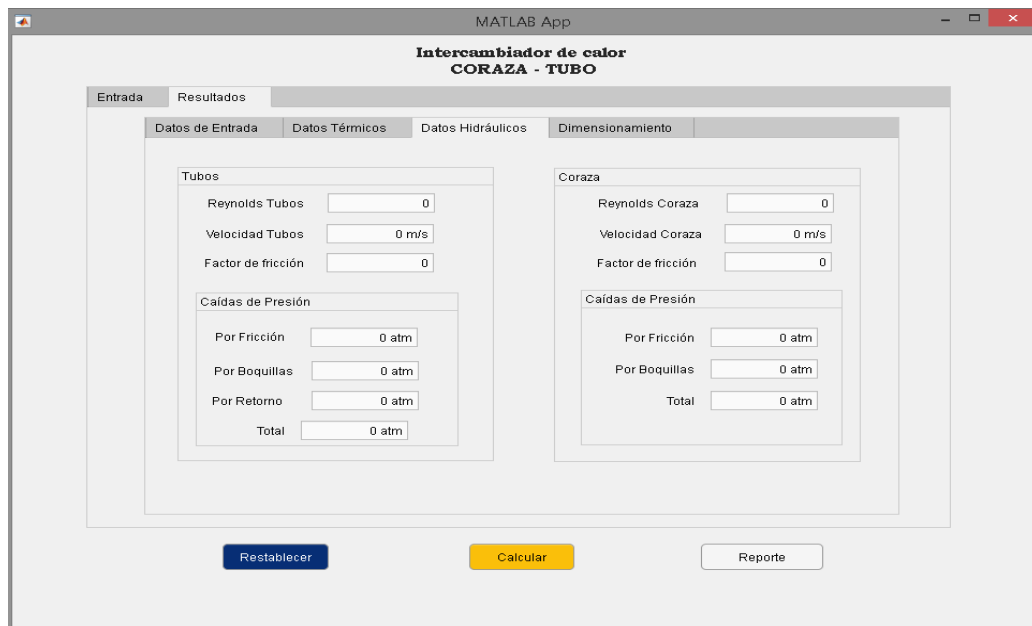 MATLAB App
Intercambiador de calor
CORAZA - TUBO
Entrada Resultados
Datos de Entrada Datos Térmicos Datos Hidráulicos Dimensionamiento
Tubos
Reynolds Tubos 0
Velocidad Tubos 0 m/s
Factor de fricción 0
Caídas de Presión
Por Fricción 0 atm
Por Boquillas 0 atm
Por Retorno 0 atm
Total 0 atm
Coraza
Reynolds Coraza 0
Velocidad Coraza 0 m/s
Factor de fricción 0
Caídas de Presión
Por Fricción 0 atm
Por Boquillas 0 atm
Total 0 atm
Restablecer Calcular Reporte